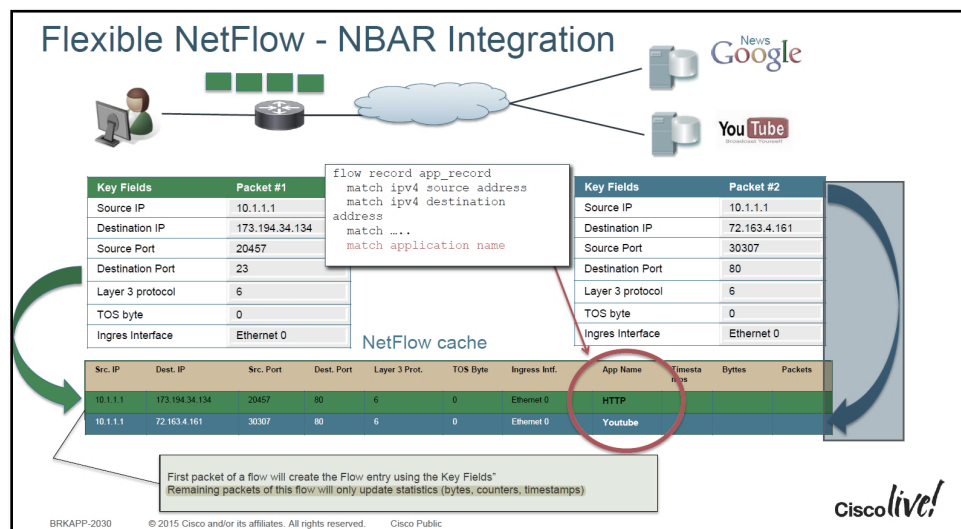 Flexible NetFlow - NBAR Integration
News
Google
You Tube
Broadcast Yourself
flow record app_record
match ipv4 source address
match ipv4 destination
address
match …..
match application name
Key Fields Packet #1
Source IP 10.1.1.1
Destination IP 173.194.34.134
Source Port 20457
Destination Port 23
Layer 3 protocol 6
TOS byte 0
Ingres Interface Ethernet 0
Key Fields Packet #2
Source IP 10.1.1.1
Destination IP 72.163.4.161
Source Port 30307
Destination Port 80
Layer 3 protocol 6
TOS byte 0
Ingres Interface Ethernet 0
NetFlow cache
Src. IP Dest. IP Src. Port Dest. Port Layer 3 Prot. TOS Byte Ingress Intf. App Name Timesta Byttes Packets
mps
10.1.1.1 173.194.34.134 20457 80 6 0 Ethernet 0 HTTP
10.1.1.1 72.163.4.161 30307 80 6 0 Ethernet 0 Youtube
First packet of a flow will create the Flow entry using the Key Fields”
Remaining packets of this flow will only update statistics (bytes, counters, timestamps)
BRKAPP-2030 © 2015 Cisco and/or its affiliates. All rights reserved. Cisco Public
Cisco live!